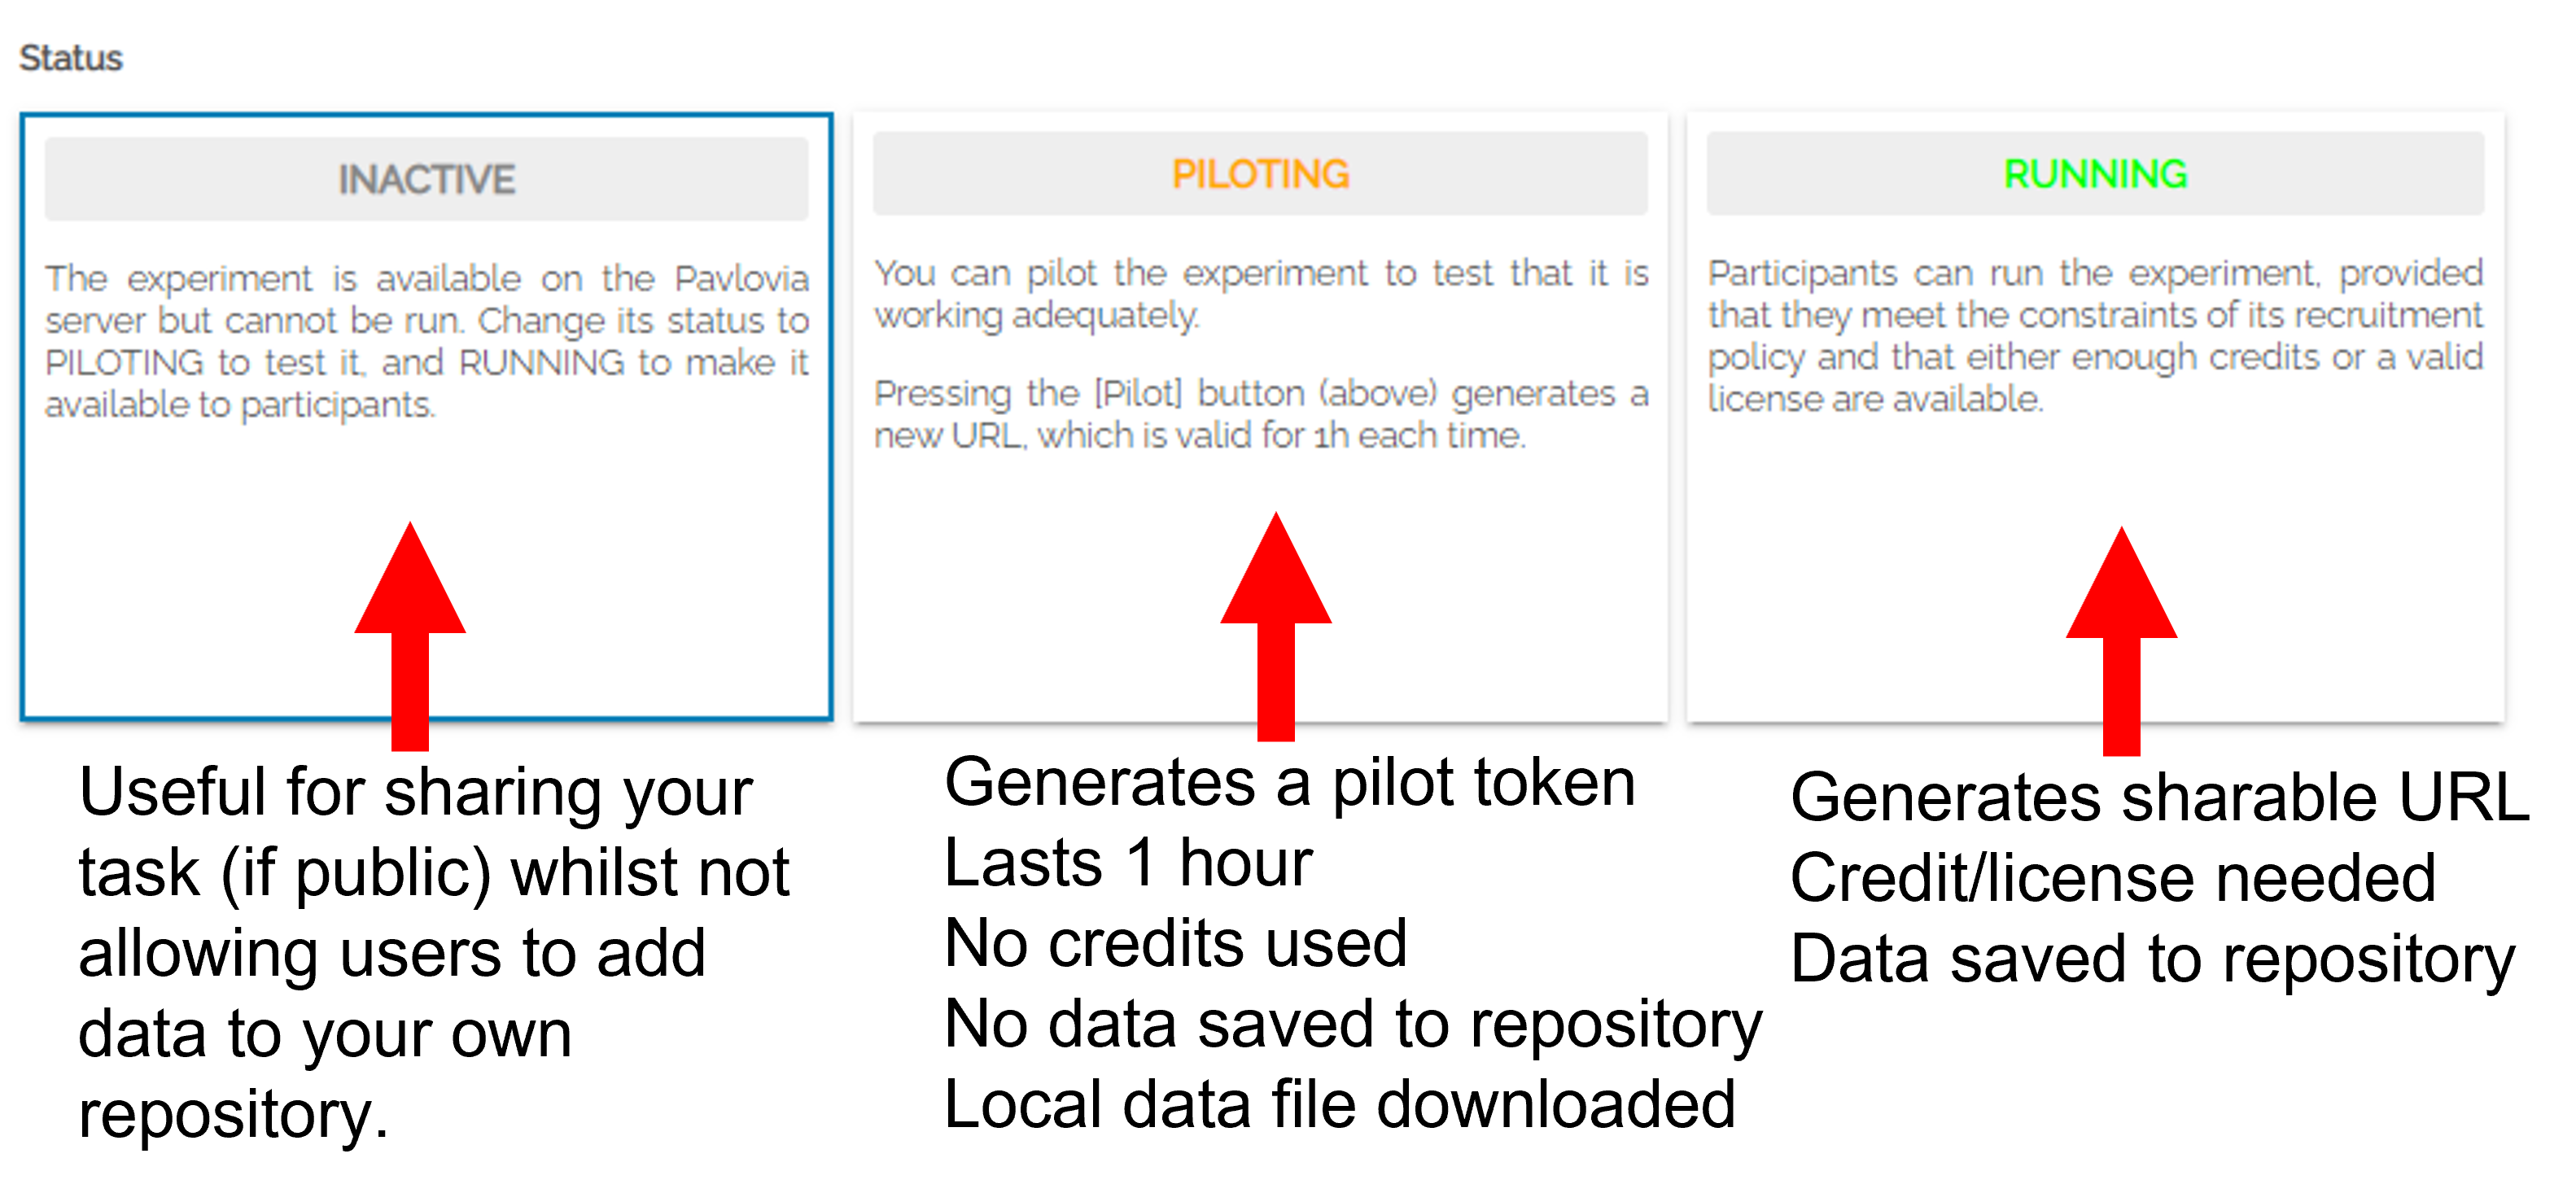 Status
INACTIVE
The experiment is available on the Pavlovia
server but cannot be run. Change its status to
PILOTING to test it, and RUNNING to make it
available to participants.
PILOTING
You can pilot the experiment to test that it is
working adequately.
Pressing the [Pilot] button (above) generates a
new URL, which is valid for 1h each time.
RUNNING
Participants can run the experiment, provided
that they meet the constraints of its recruitment
policy and that either enough credits or a valid
license are available.
Useful for sharing your
task (if public) whilst not
allowing users to add
data to your own
repository.
Generates a pilot token
Lasts 1 hour
No credits used
No data saved to repository
Local data file downloaded
Generates sharable URL
Credit/license needed
Data saved to repository